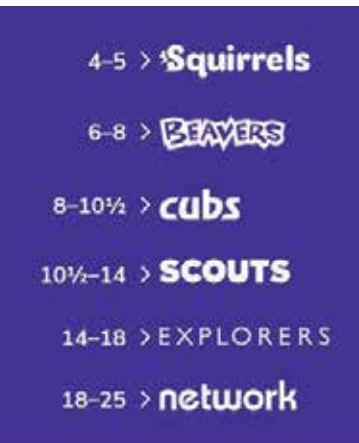 4–5 > Squirrels
6–8 > BEAVERS
8–10½ > cubs
10½–14 > SCOUTS
14–18 > EXPLORERS
18–25 > network